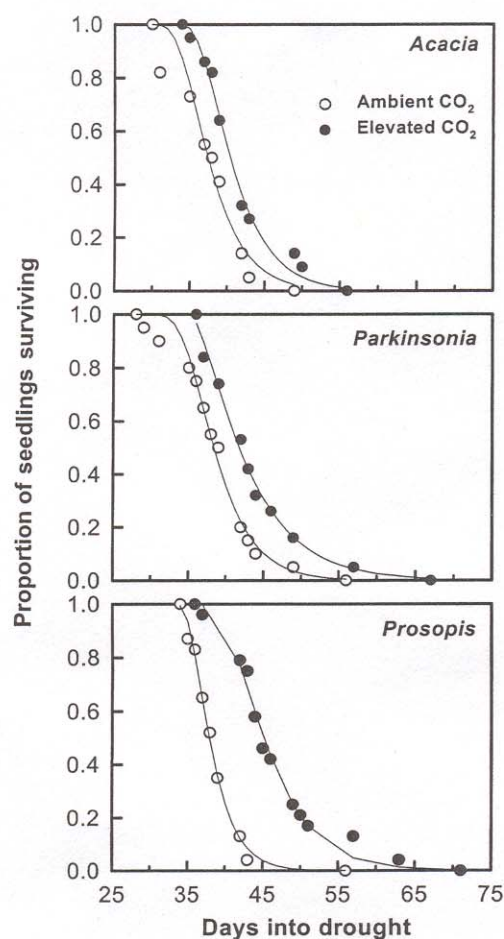 Proportion of seedlings surviving
1.0
0.8
0.6
0.4
0.2
0.0
Acacia
Ambient CO2
Elevated CO2
1.0
0.8
0.6
0.4
0.2
0.0
Parkinsonia
1.0
0.8
0.6
0.4
0.2
0.0
Prosopis
25 35 45 55 65 75
Days into drought